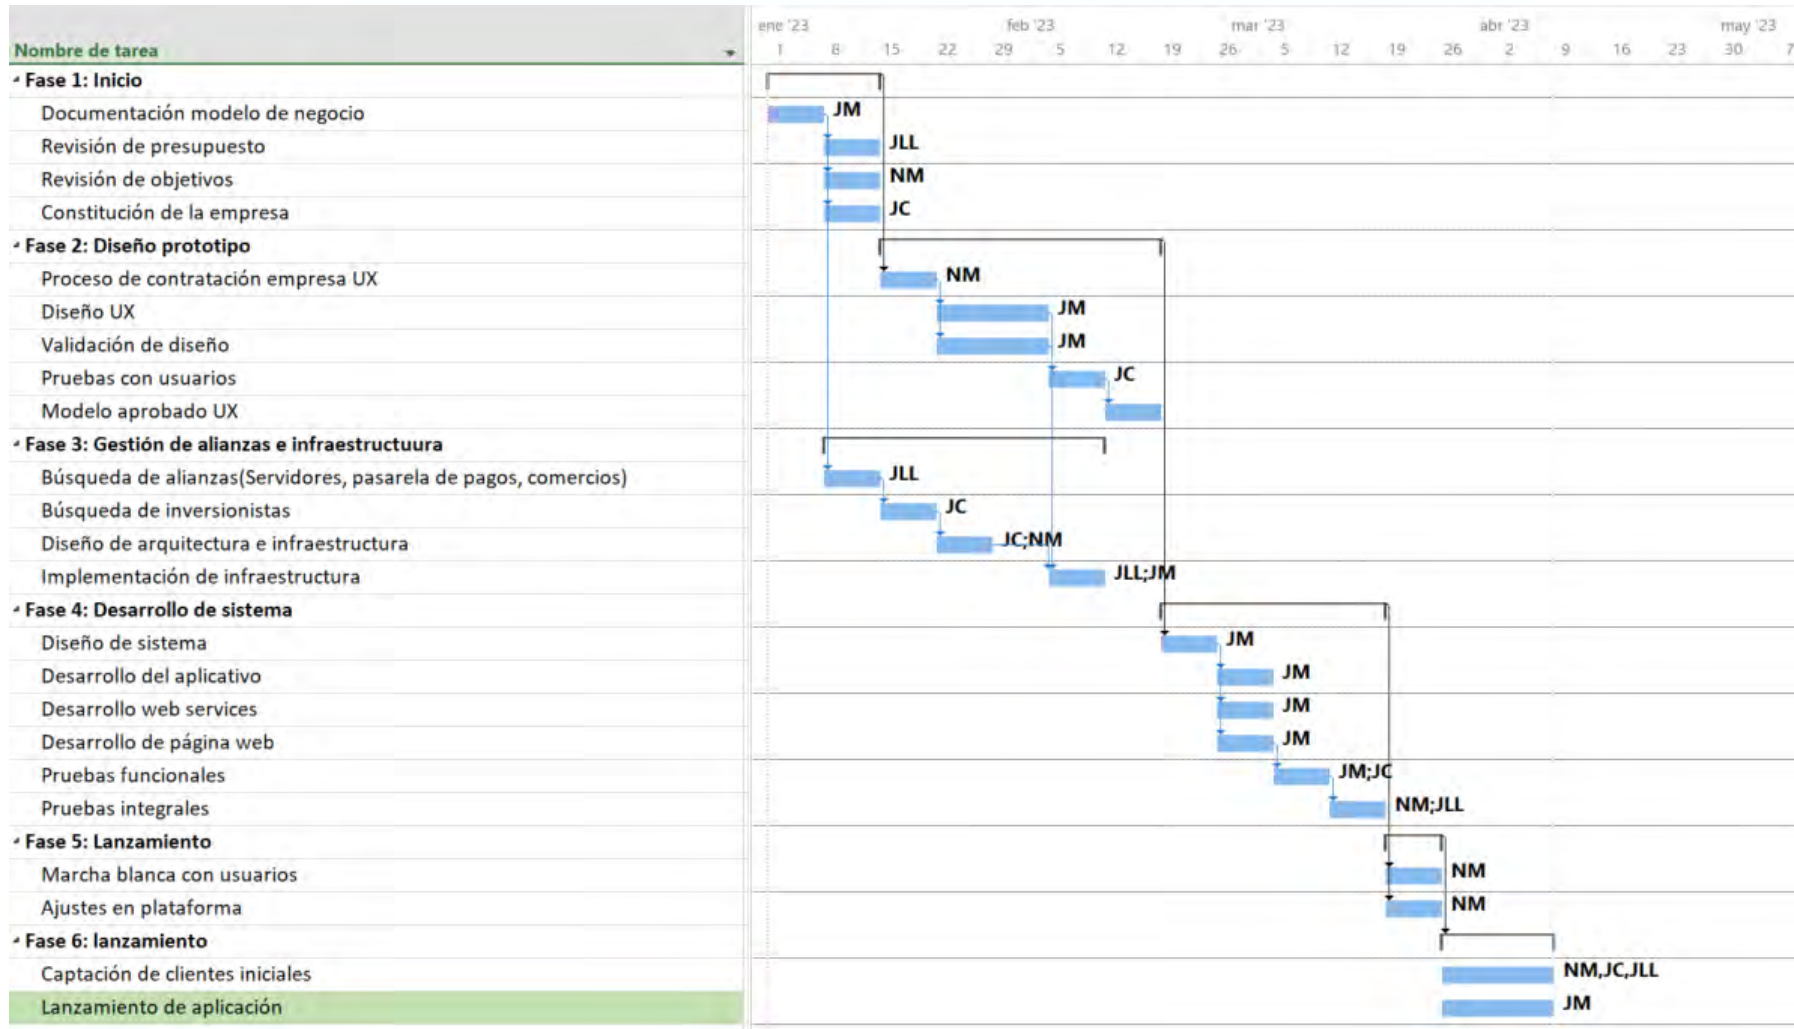 ene '23 feb '23 mar '23 abr '23 may '23
Nombre de tarea 1 8 15 22 29 5 12 19 26 5 12 19 26 2 9 16 23 30 7
Fase 1: Inicio
Documentación modelo de negocio JM
Revisión de presupuesto JLL
Revisión de objetivos NM
Constitución de la empresa JC
Fase 2: Diseño prototipo
Proceso de contratación empresa UX NM
Diseño UX JM
Validación de diseño JM
Pruebas con usuarios JC
Modelo aprobado UX
Fase 3: Gestión de alianzas e infraestructuura
Búsqueda de alianzas(Servidores, pasarela de pagos, comercios) JLL
Búsqueda de inversionistas JC
Diseño de arquitectura e infraestructura JC;NM
Implementación de infraestructura JLL;JM
Fase 4: Desarrollo de sistema
Diseño de sistema JM
Desarrollo del aplicativo JM
Desarrollo web services JM
Desarrollo de página web JM
Pruebas funcionales JM;JC
Pruebas integrales NM;JLL
Fase 5: Lanzamiento
Marcha blanca con usuarios NM
Ajustes en plataforma NM
Fase 6: lanzamiento
Captación de clientes iniciales NM,JC,JLL
Lanzamiento de aplicación JM